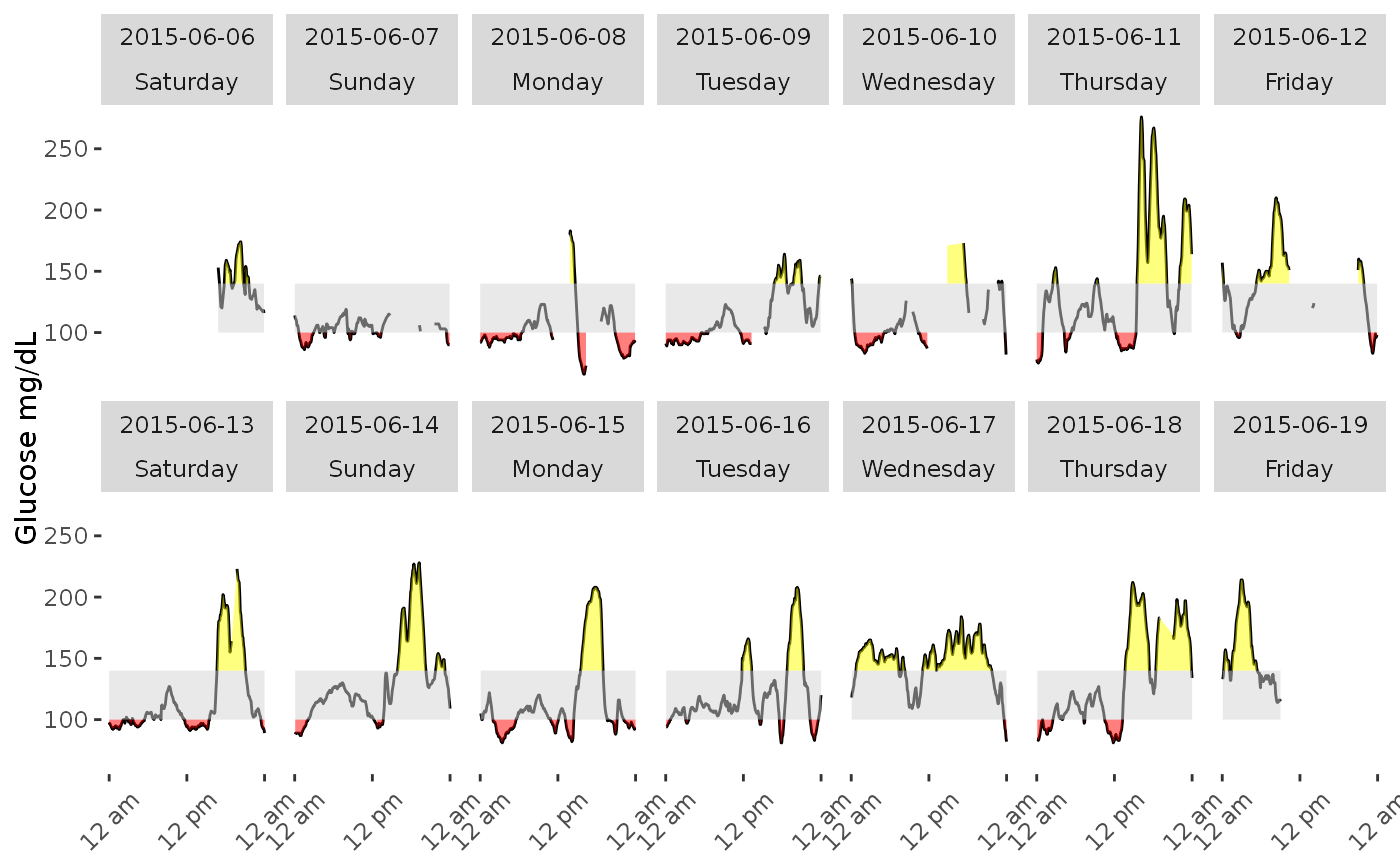 2015-06-06 2015-06-07 2015-06-08 2015-06-09 2015-06-10 2015-06-11 2015-06-12
Saturday Sunday Monday Tuesday Wednesday Thursday Friday
250
200
150
100
Glucose mg/dL
2015-06-13 2015-06-14 2015-06-15 2015-06-16 2015-06-17 2015-06-18 2015-06-19
Saturday Sunday Monday Tuesday Wednesday Thursday Friday
250
200
150
100
12 am 12 pm 12 am 12 am 12 pm 12 am 12 am 12 pm 12 am 12 am 12 pm 12 am 12 am 12 pm 12 am 12 am 12 pm 12 am 12 am 12 pm 12 am